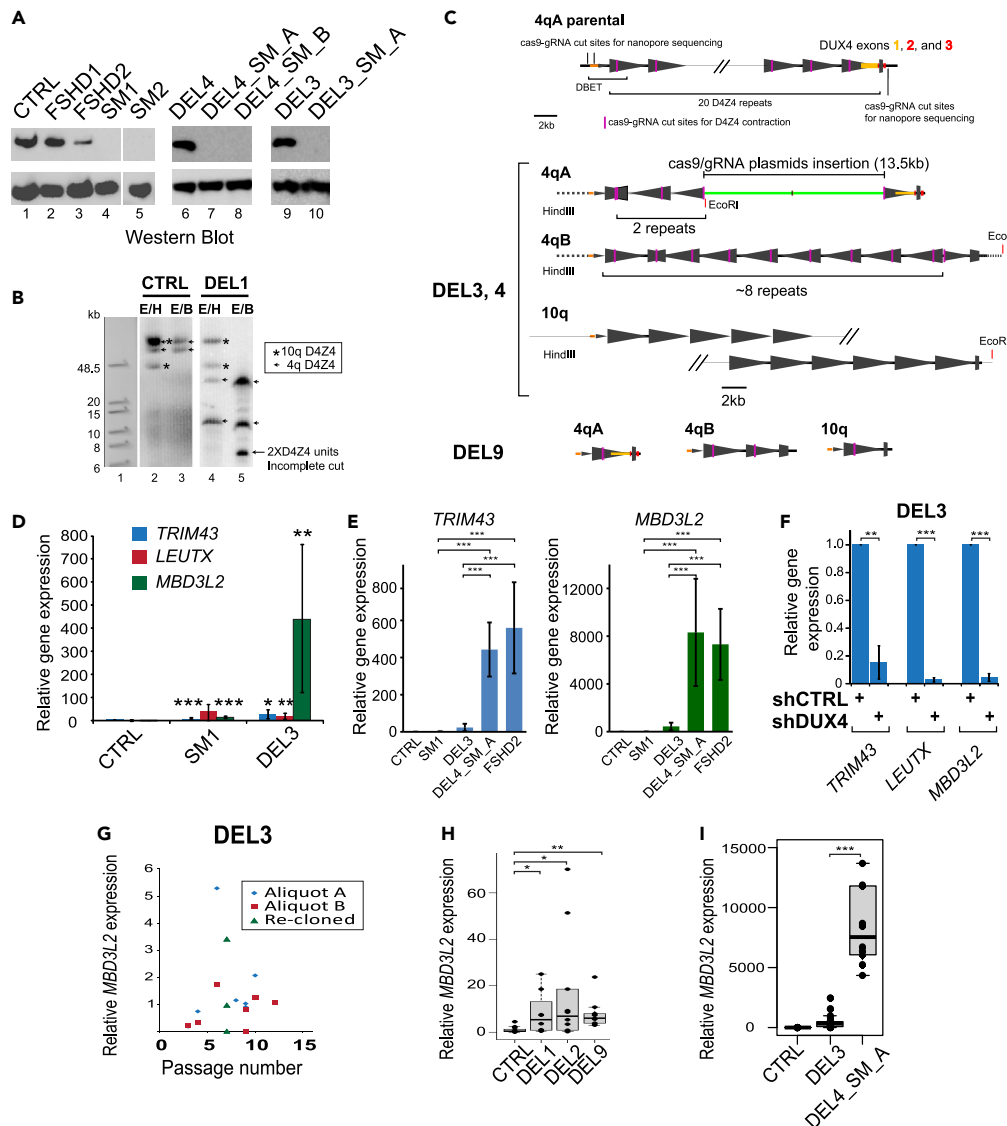 A
CTRL
FSHD1
FSHD2
SM1
SM2
DEL4
DEL4_SM_A
DEL4_SM_B
DEL3
DEL3_SM_A
1 2 3 4 5 6 7 8 9 10
Western Blot
B
CTRL DEL1
kb E/H E/B E/H E/B
48,5
20
15
10
8
6
* 10q D4Z4
4q D4Z4
2XD4Z4 units
Incomplete cut
1 2 3 4 5
C
4qA parental
cas9-gRNA cut sites for nanopore sequencing
DUX4 exons 1, 2, and 3
DBET
20 D4Z4 repeats
cas9-gRNA cut sites
for nanopore sequencing
2kb
cas9-gRNA cut sites for D4Z4 contraction
cas9/gRNA plasmids insertion (13.5kb)
4qA
HindIII
EcoRI
2 repeats
4qB
Eco
HindIII
~8 repeats
DEL3, 4
10q
HindIII
EcoR
2kb
DEL9
4qA
4qB
10q
D
Relative gene expression
800
700
600
500
400
300
200
100
0
TRIM43
LEUTX
MBD3L2
*** ***
* **
**
CTRL
SM1
DEL3
E
TRIM43
Relative gene expression
800
600
400
200
0
***
***
***
***
CTRL
SM1
DEL3
DEL4_SM_A
FSHD2
MBD3L2
Relative gene expression
12000
8000
4000
0
***
***
***
***
CTRL
SM1
DEL3
DEL4_SM_A
FSHD2
F
DEL3
Relative gene
expression
1
0.8
0.6
0.4
0.2
0
** *** ***
shCTRL + + +
shDUX4 + + +
TRIM43
LEUTX
MBD3L2
G
DEL3
Relative MBD3L2 expression
6
5
4
3
2
1
0
Aliquot A
Aliquot B
Re-cloned
0 5 10 15
Passage number
H
Relative MBD3L2 expression
60
40
20
0
**
*
*
CTRL
DEL1
DEL2
DEL9
I
Relative MBD3L2 expression
15000
10000
5000
0
***
CTRL
DEL3
DEL4_SM_A